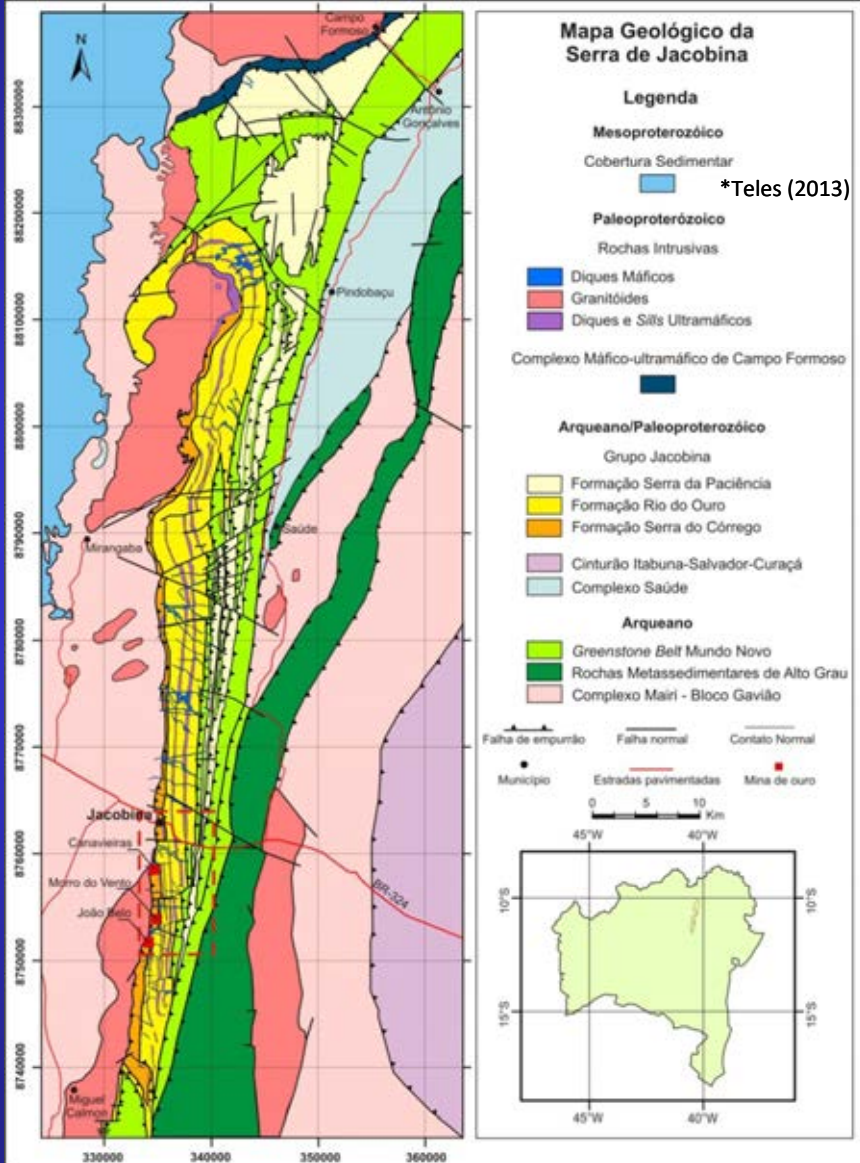 Campo
Formoso
N
Antônio
Gonçalves
Pindobaçu
Saúde
Mirangaba
Jacobina
Canavieiras
Morro do Vento
João Belo
BR-324
Miguel
Calmon
8830000
8820000
8810000
8800000
8790000
8780000
8770000
8760000
8750000
8740000
330000 340000 350000 360000
Mapa Geológico da
Serra de Jacobina
Legenda
Mesoproterozóico
Cobertura Sedimentar
*Teles (2013)
Paleoproterózoico
Rochas Intrusivas
Diques Máficos
Granitóides
Diques e Sills Ultramáficos
Complexo Máfico-ultramáfico de Campo Formoso
Arqueano/Paleoproterozóico
Grupo Jacobina
Formação Serra da Paciência
Formação Rio do Ouro
Formação Serra do Córrego
Cinturão Itabuna-Salvador-Curaçá
Complexo Saúde
Arqueano
Greenstone Belt Mundo Novo
Rochas Metassedimentares de Alto Grau
Complexo Mairi - Bloco Gavião
Falha de empurrão Falha normal Contato Normal
Município Estradas pavimentadas Mina de ouro
0 5 10
Km
45°W 40°W
10°S 10°S
15°S 15°S
45°W 40°W